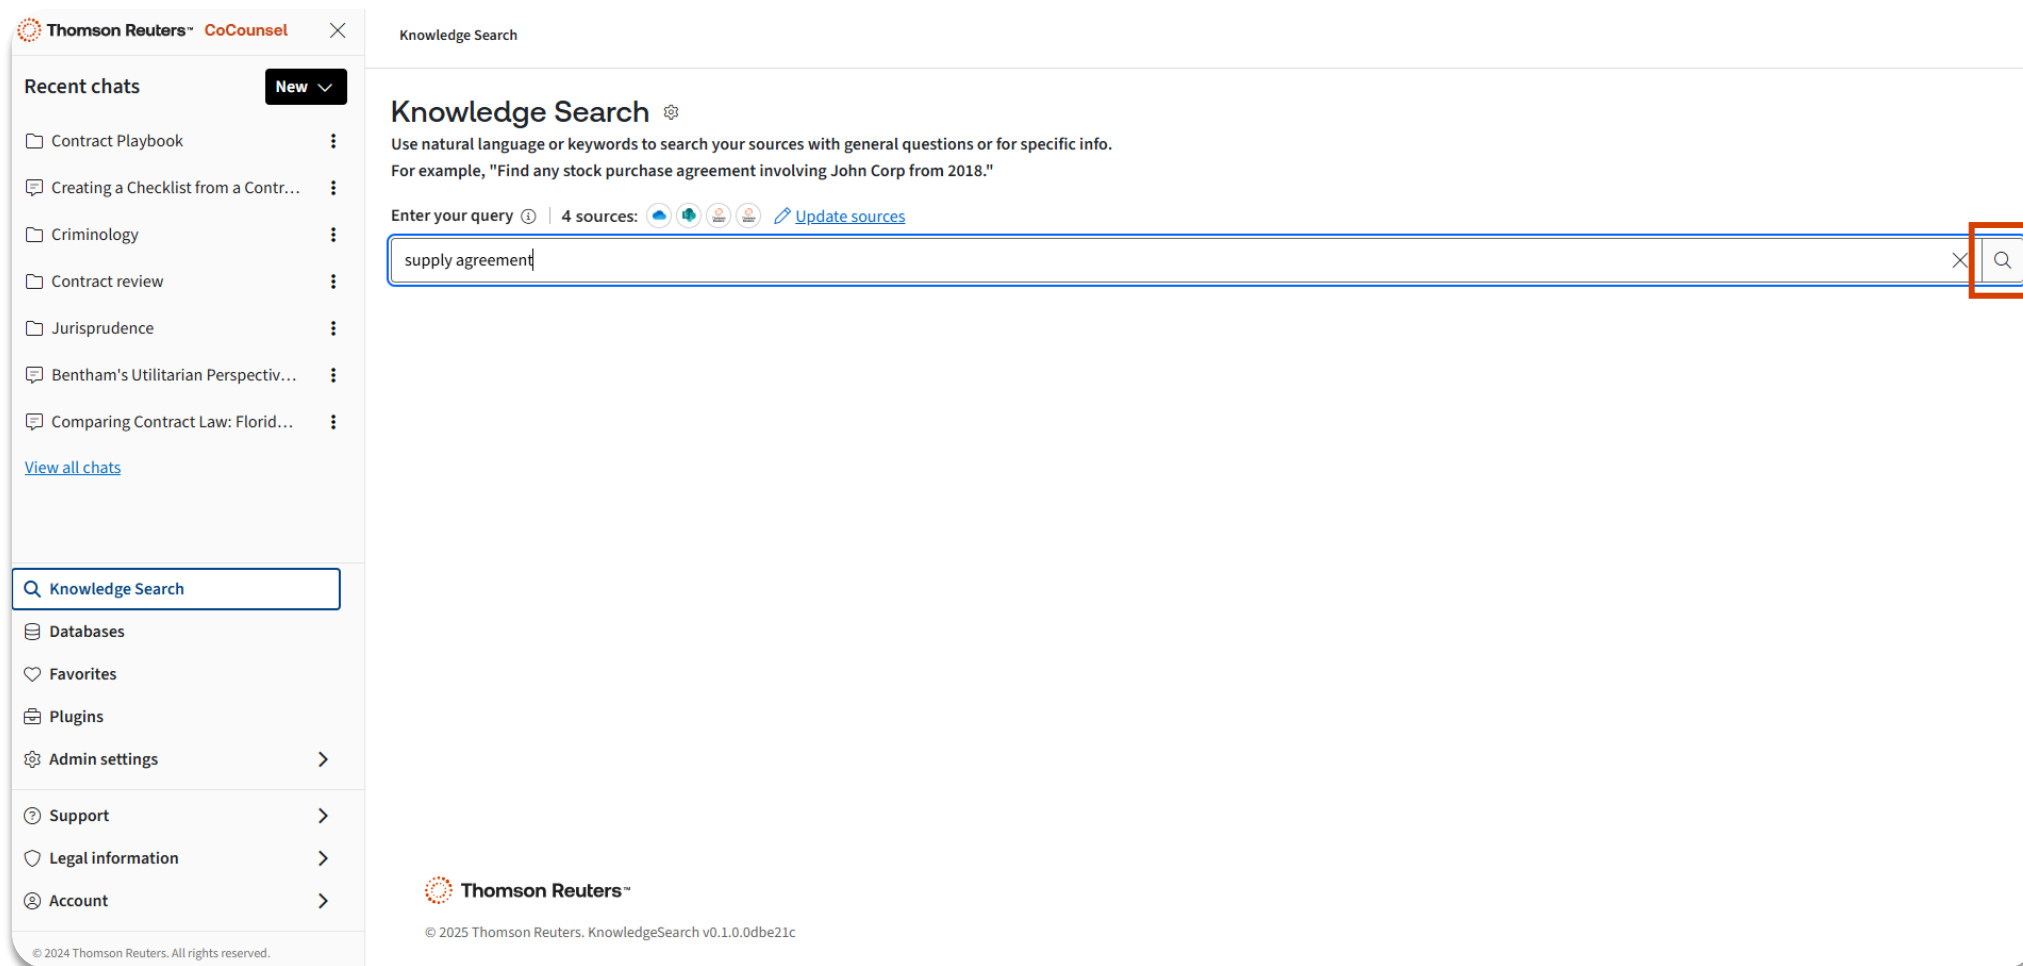 Thomson Reuters™ CoCounsel
Recent chats
New
Contract Playbook
Creating a Checklist from a Contr...
Criminology
Contract review
Jurisprudence
Bentham's Utilitarian Perspectiv...
Comparing Contract Law: Florid...
View all chats
Knowledge Search
Databases
Favorites
Plugins
Admin settings
Support
Legal information
Account
© 2024 Thomson Reuters. All rights reserved.
Knowledge Search
Knowledge Search
Use natural language or keywords to search your sources with general questions or for specific info.
For example, "Find any stock purchase agreement involving John Corp from 2018."
Enter your query | 4 sources: Update sources
supply agreement
Thomson Reuters™
© 2025 Thomson Reuters. KnowledgeSearch v0.1.0.0dbe21c